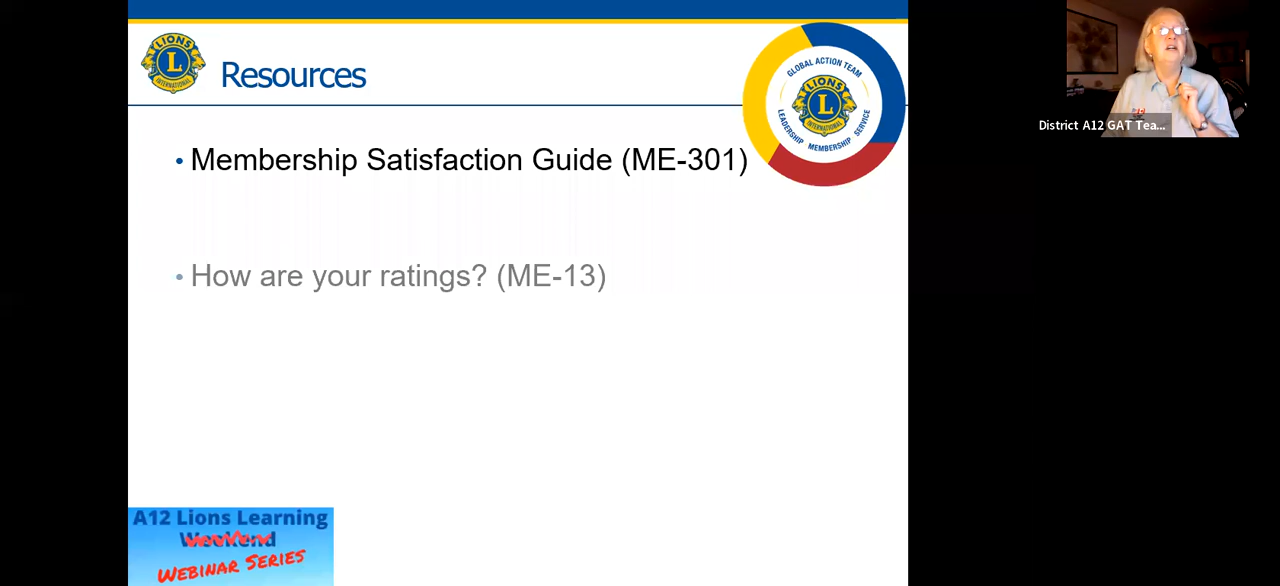 LIONS
L
INTERNATIONAL
Resources
GLOBAL ACTION TEAM
LIONS
L
INTERNATIONAL
LEADERSHIP MEMBERSHIP SERVICE
District A12 GAT Tea...
• Membership Satisfaction Guide (ME-301)
• How are your ratings? (ME-13)
A12 Lions Learning
Weekend
WEBINAR SERIES